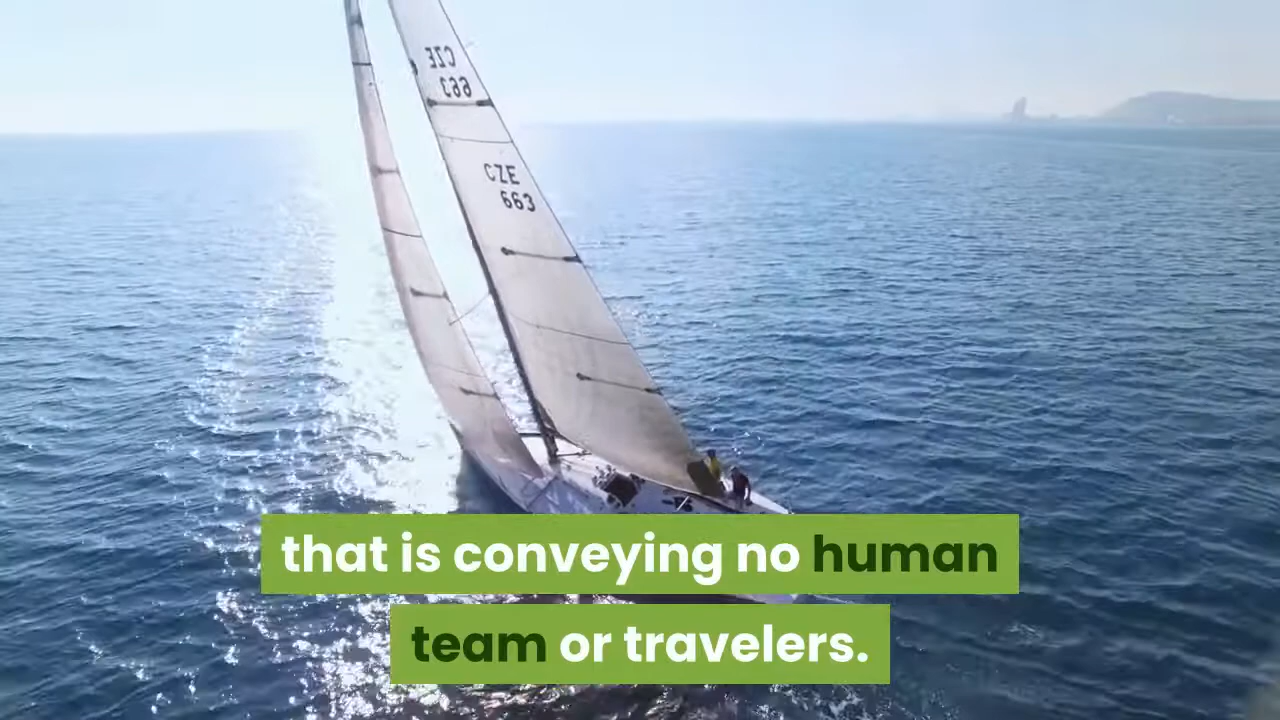 CZE
663
CZE
663
that is conveying no human
team or travelers.